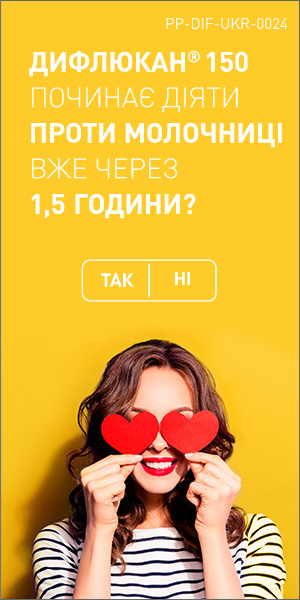 PP-DIF-UKR-0024
ДИФЛЮКАН® 150
ПОЧИНАЄ ДІЯТИ
ПРОТИ МОЛОЧНИЦІ
ВЖЕ ЧЕРЕЗ
1,5 ГОДИНИ?
ТАК НІ